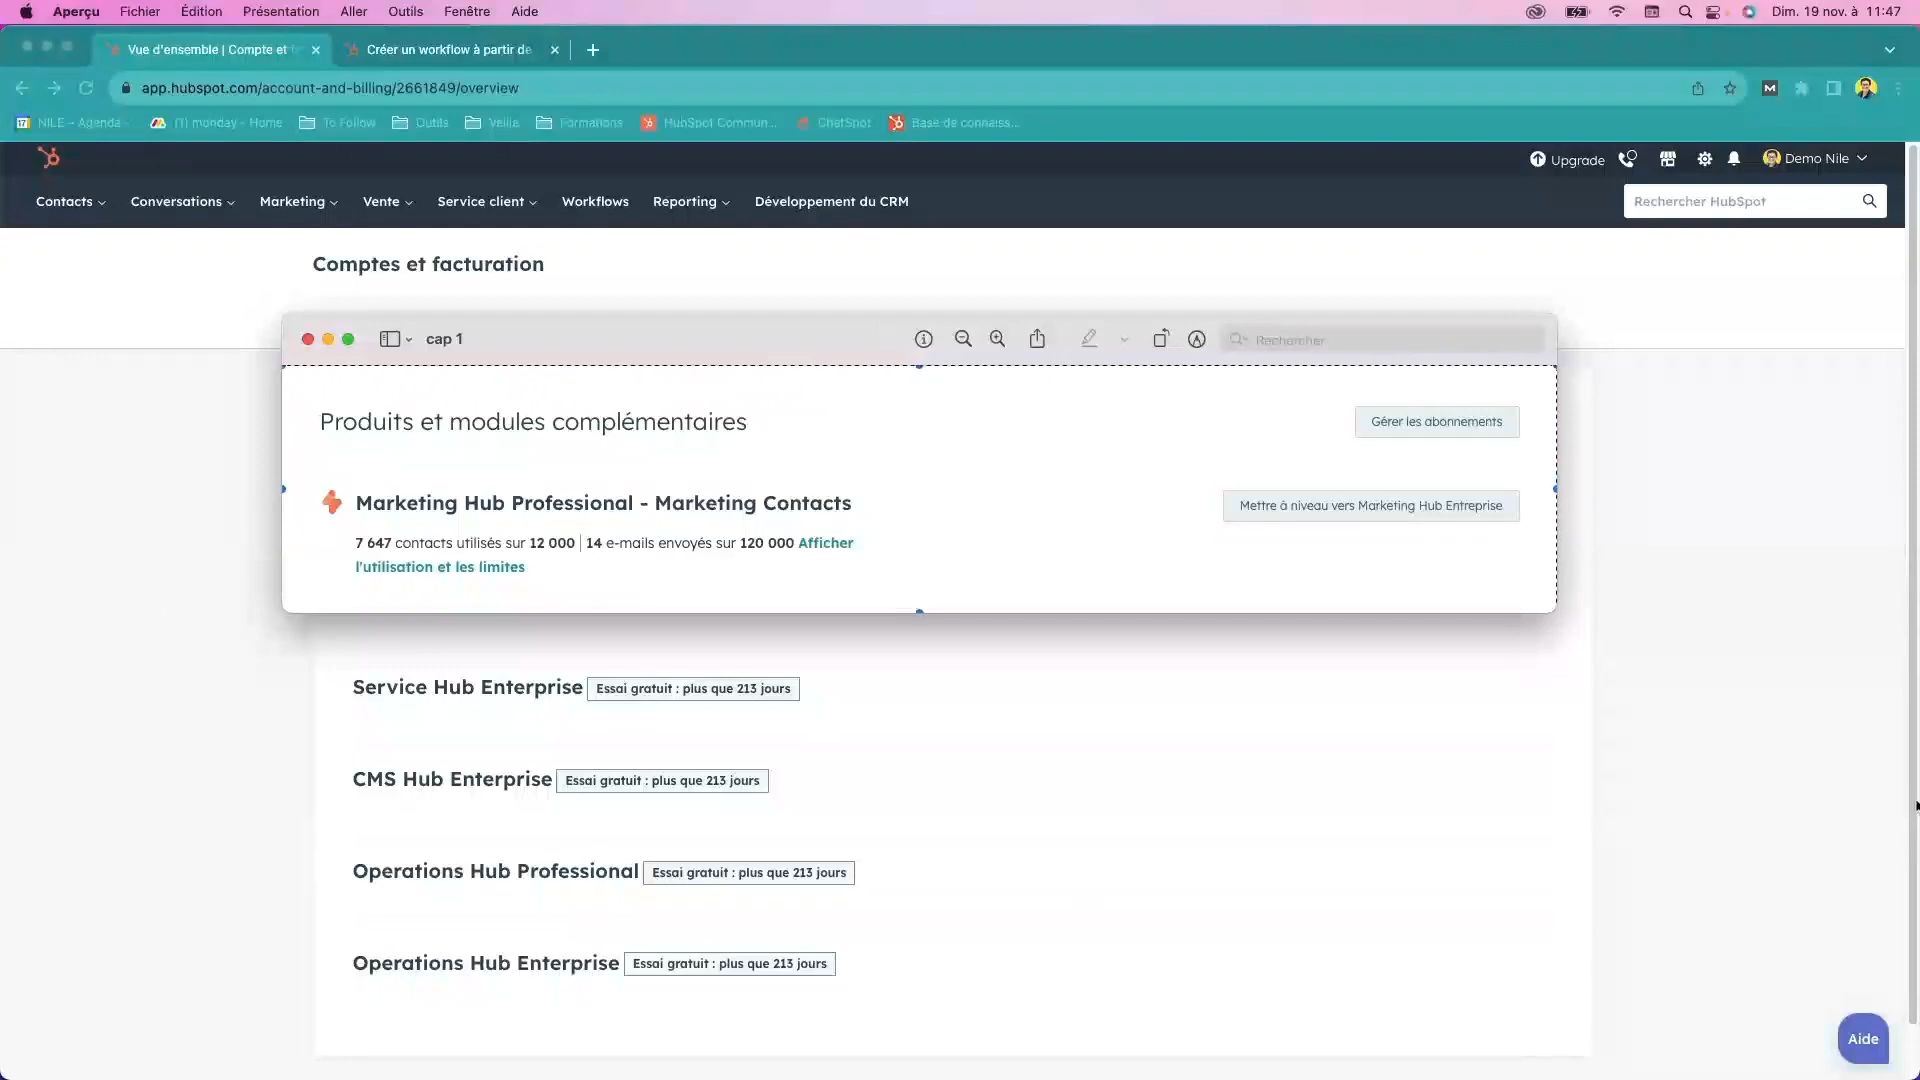 Aperçu Fichier Édition Présentation Aller Outils Fenêtre Aide Dim. 19 nov. à 11:47
Vue d'ensemble | Compte et f Créer un workflow à partir de
app.hubspot.com/account-and-billing/2661849/overview
17 NILE - Agenda (1) monday - Home To Follow Outils Veille Formations HubSpot Commun... ChatSpot Base de connaiss...
Upgrade Demo Nile
Contacts Conversations Marketing Vente Service client Workflows Reporting Développement du CRM Rechercher HubSpot
Comptes et facturation
cap 1 Rechercher
Produits et modules complémentaires Gérer les abonnements
Marketing Hub Professional - Marketing Contacts Mettre à niveau vers Marketing Hub Entreprise
7 647 contacts utilisés sur 12 000 | 14 e-mails envoyés sur 120 000 Afficher
l'utilisation et les limites
Service Hub Enterprise Essai gratuit : plus que 213 jours
CMS Hub Enterprise Essai gratuit : plus que 213 jours
Operations Hub Professional Essai gratuit : plus que 213 jours
Operations Hub Enterprise Essai gratuit : plus que 213 jours
Aide